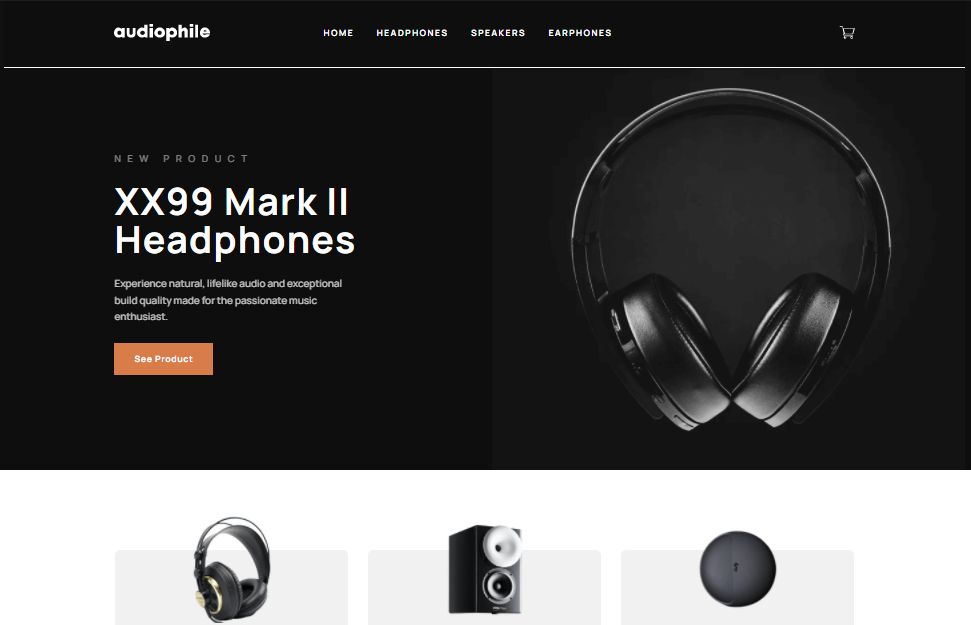 audiophile
HOME HEADPHONES SPEAKERS EARPHONES
NEW PRODUCT
XX99 Mark II
Headphones
Experience natural, lifelike audio and exceptional
build quality made for the passionate music
enthusiast.
See Product